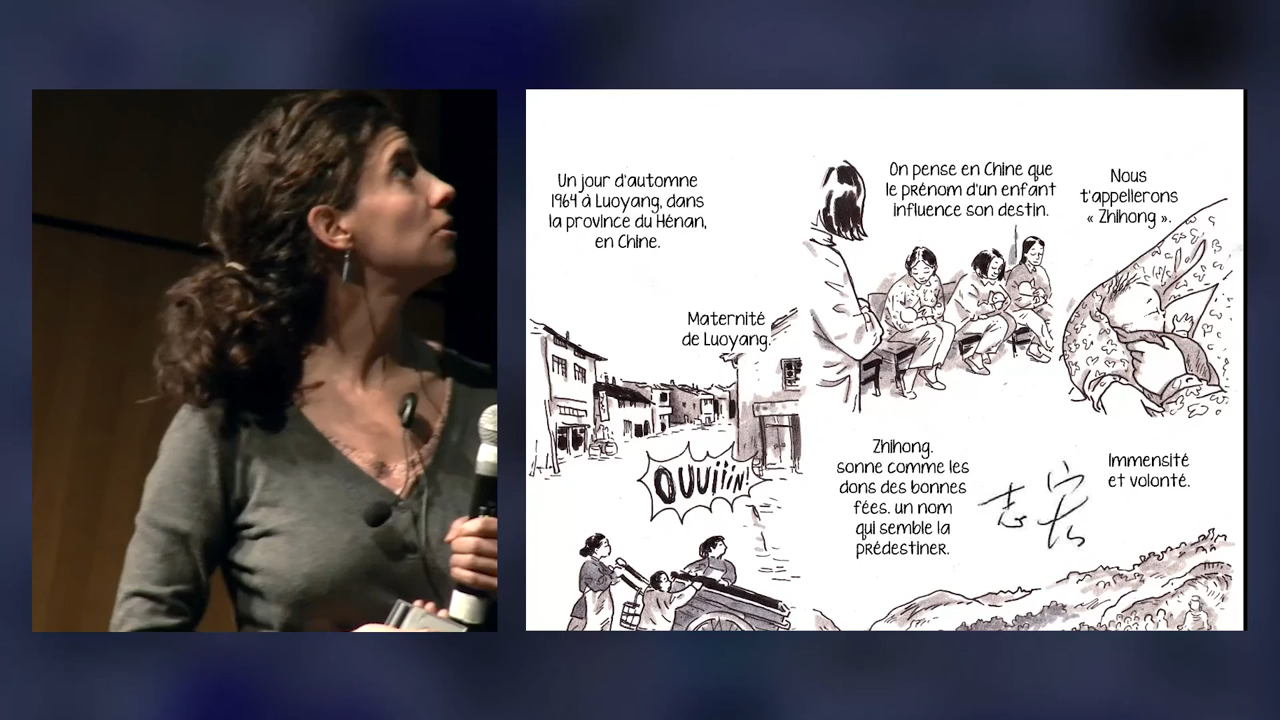 Un jour d'automne
1964 à Luoyang, dans
la province du Hénan,
en Chine.
Maternité
de Luoyang.
OUUiiiN!
On pense en Chine que
le prénom d'un enfant
influence son destin.
Nous
t'appellerons
« Zhihong ».
Zhihong.
sonne comme les
dons des bonnes
fées. un nom
qui semble la
prédestiner.
志宏
Immensité
et volonté.